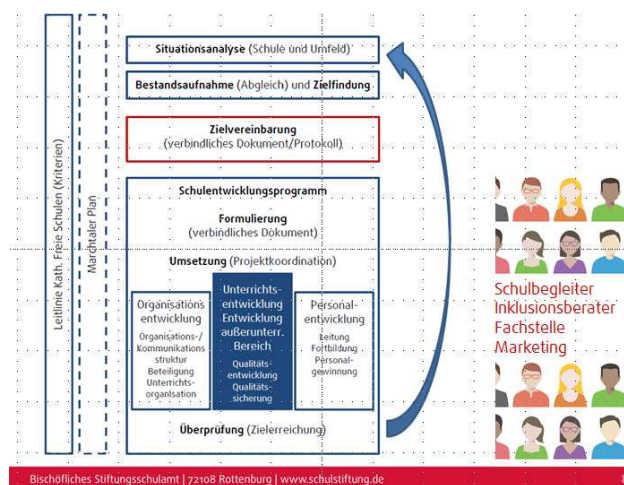 Leitlinie Kath. Freie Schulen (Kriterien)
Marchtaler Plan
Situationsanalyse (Schule und Umfeld)
Bestandsaufnahme (Abgleich) und Zielfindung
Zielvereinbarung
(verbindliches Dokument/Protokoll)
Schulentwicklungsprogramm
Formulierung
(verbindliches Dokument)
Umsetzung (Projektkoordination)
Organisations
entwicklung
Organisations-/
Kommunikations
struktur
Beteiligung
Unterrichts-
organisation
Unterrichts-
entwicklung
Entwicklung
außerunterr.
Bereich
Qualitäts-
entwicklung
Qualitäts-
sicherung
Personal-
entwicklung
Leitung
Fortbildung
Personal-
gewinnung
Überprüfung (Zielerreichung)
Schulbegleiter
Inklusionsberater
Fachstelle
Marketing
Bischöfliches Stiftungsschulamt | 72108 Rottenburg | www.schulstiftung.de